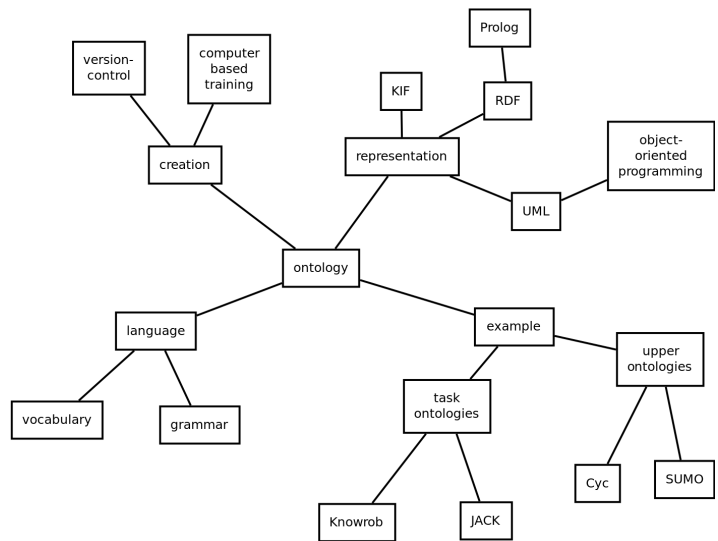 Prolog
version-
control
computer
based
training
KIF
RDF
object-
oriented
programming
creation
representation
UML
ontology
language
example
upper
ontologies
task
ontologies
vocabulary
grammar
Cyc
SUMO
Knowrob
JACK